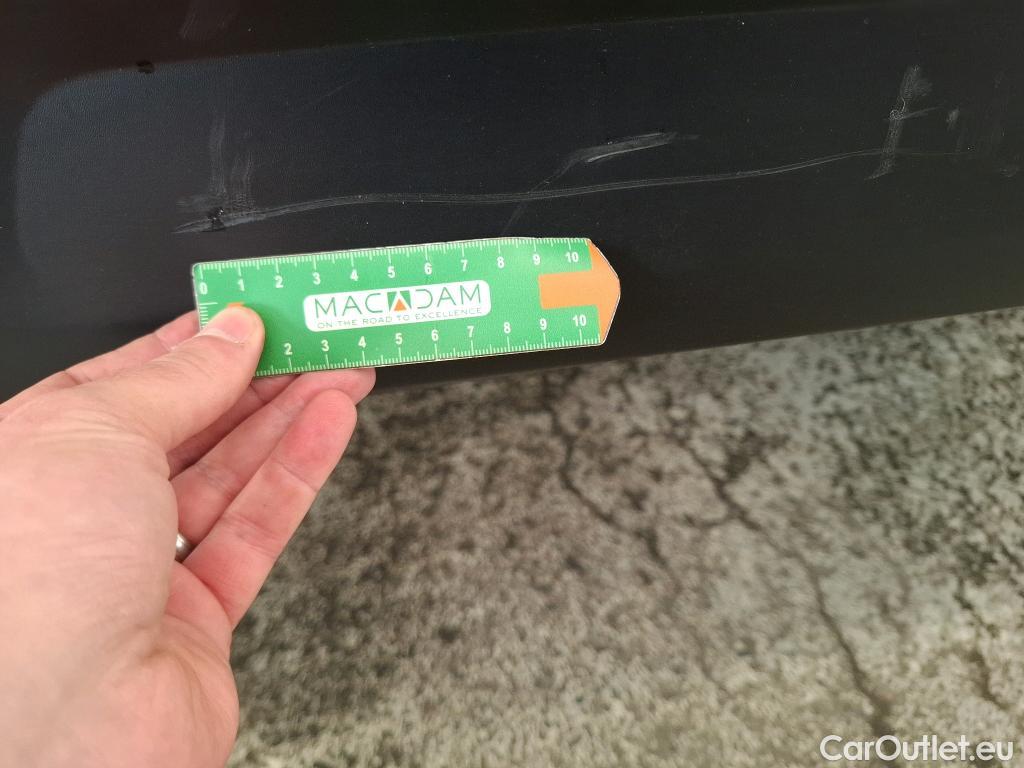 0 1 2 3 4 5 6 7 8 9 10
MACADAM
ON THE ROAD TO EXCELLENCE
2 3 4 5 6 7 8 9 10
CarOutlet.eu